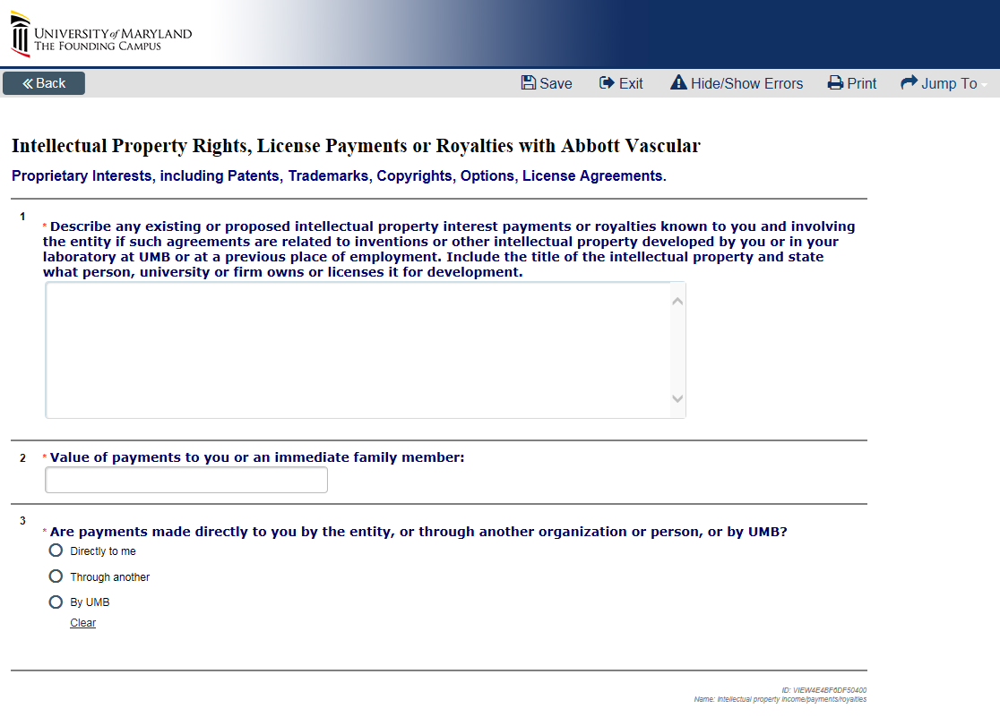 UNIVERSITY of MARYLAND
THE FOUNDING CAMPUS
Back
Save
Exit
Hide/Show Errors
Print
Jump To
Intellectual Property Rights, License Payments or Royalties with Abbott Vascular
Proprietary Interests, including Patents, Trademarks, Copyrights, Options, License Agreements.
1
* Describe any existing or proposed intellectual property interest payments or royalties known to you and involving
the entity if such agreements are related to inventions or other intellectual property developed by you or in your
laboratory at UMB or at a previous place of employment. Include the title of the intellectual property and state
what person, university or firm owns or licenses it for development.
2 * Value of payments to you or an immediate family member:
3
* Are payments made directly to you by the entity, or through another organization or person, or by UMB?
Directly to me
Through another
By UMB
Clear
ID: VIEW4E4BF6DF50400
Name: Intellectual property income/payments/royalties